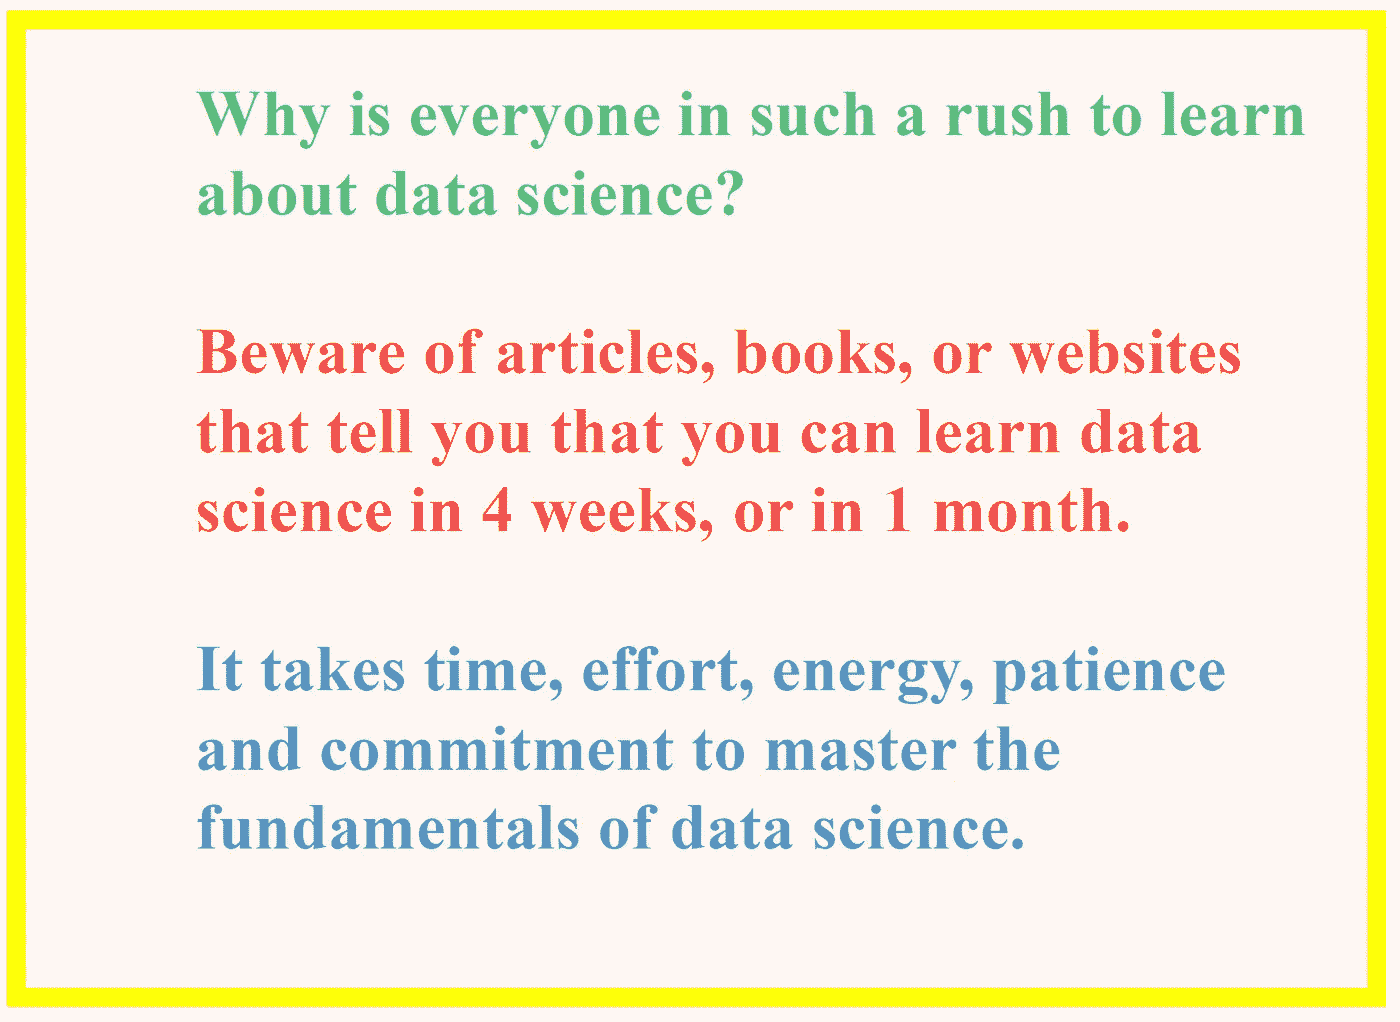 Why is everyone in such a rush to learn
about data science?
Beware of articles, books, or websites
that tell you that you can learn data
science in 4 weeks, or in 1 month.
It takes time, effort, energy, patience
and commitment to master the
fundamentals of data science.